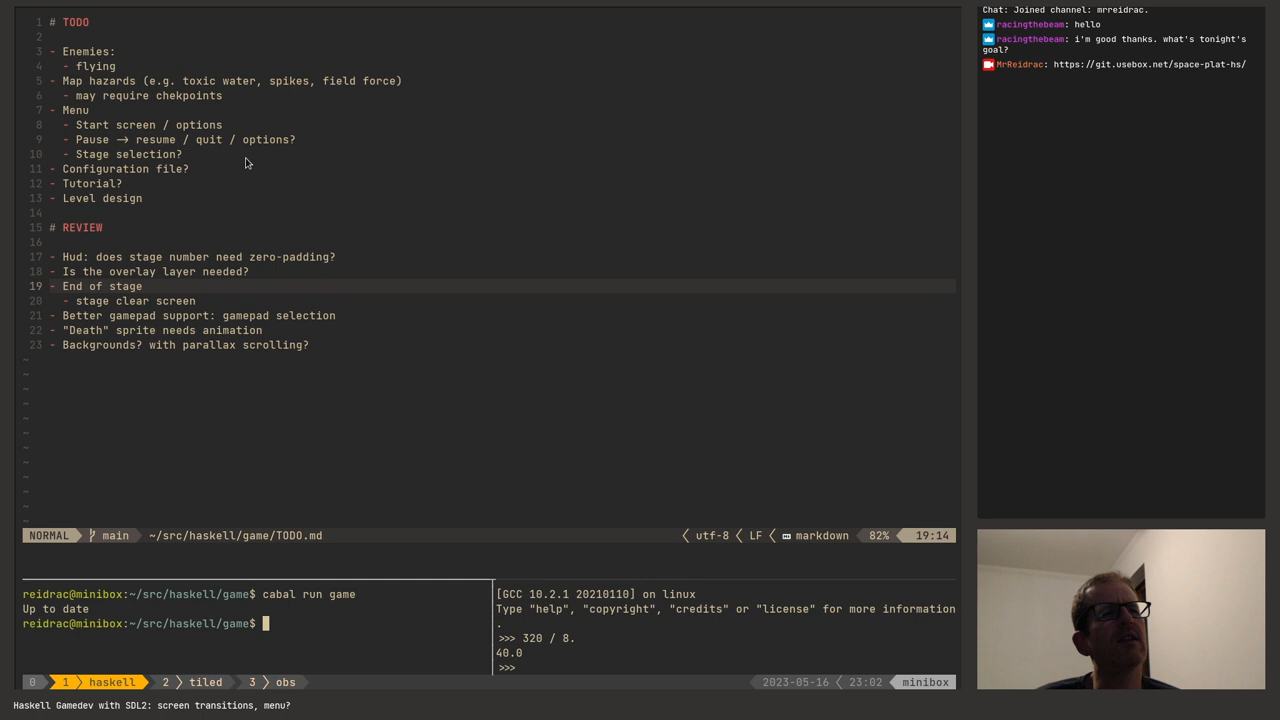 1 # TODO
2
3 - Enemies:
4   - flying
5 - Map hazards (e.g. toxic water, spikes, field force)
6   - may require chekpoints
7 - Menu
8   - Start screen / options
9   - Pause -> resume / quit / options?
10   - Stage selection?
11 - Configuration file?
12 - Tutorial?
13 - Level design
14
15 # REVIEW
16
17 - Hud: does stage number need zero-padding?
18 - Is the overlay layer needed?
19 - End of stage
20   - stage clear screen
21 - Better gamepad support: gamepad selection
22 - "Death" sprite needs animation
23 - Backgrounds? with parallax scrolling?
~
~
~
~
~
~
~
~
~
~
~
~
NORMAL main ~/src/haskell/game/TODO.md utf-8 LF markdown 82% 19:14
reidrac@minibox:~/src/haskell/game$ cabal run game
Up to date
reidrac@minibox:~/src/haskell/game$
[GCC 10.2.1 20210110] on linux
Type "help", "copyright", "credits" or "license" for more information
.
>>> 320 / 8.
40.0
>>>
0 1 haskell 2 tiled 3 obs 2023-05-16 23:02 minibox
Haskell Gamedev with SDL2: screen transitions, menu?
Chat: Joined channel: mrreidrac.
racingthebeam: hello
racingthebeam: i'm good thanks. what's tonight's
goal?
MrReidrac: https://git.usebox.net/space-plat-hs/